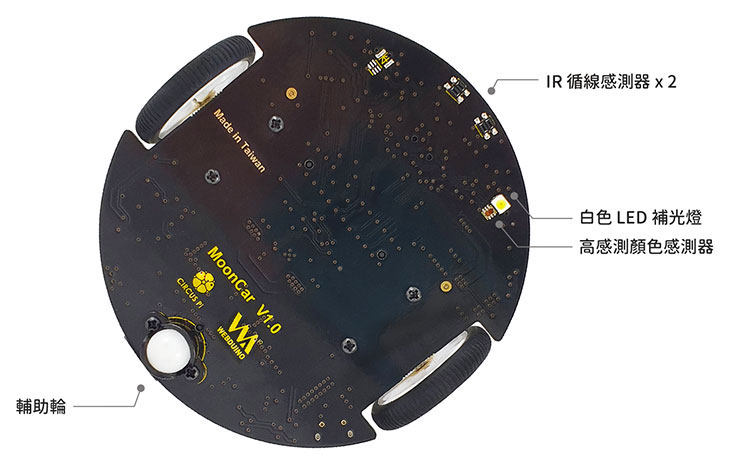 IR 循線感測器 x 2
Made in Taiwan
白色 LED 補光燈
高感測顏色感測器
MoonCar V1.0
CIRCUS PI
WEBDUINO
輔助輪